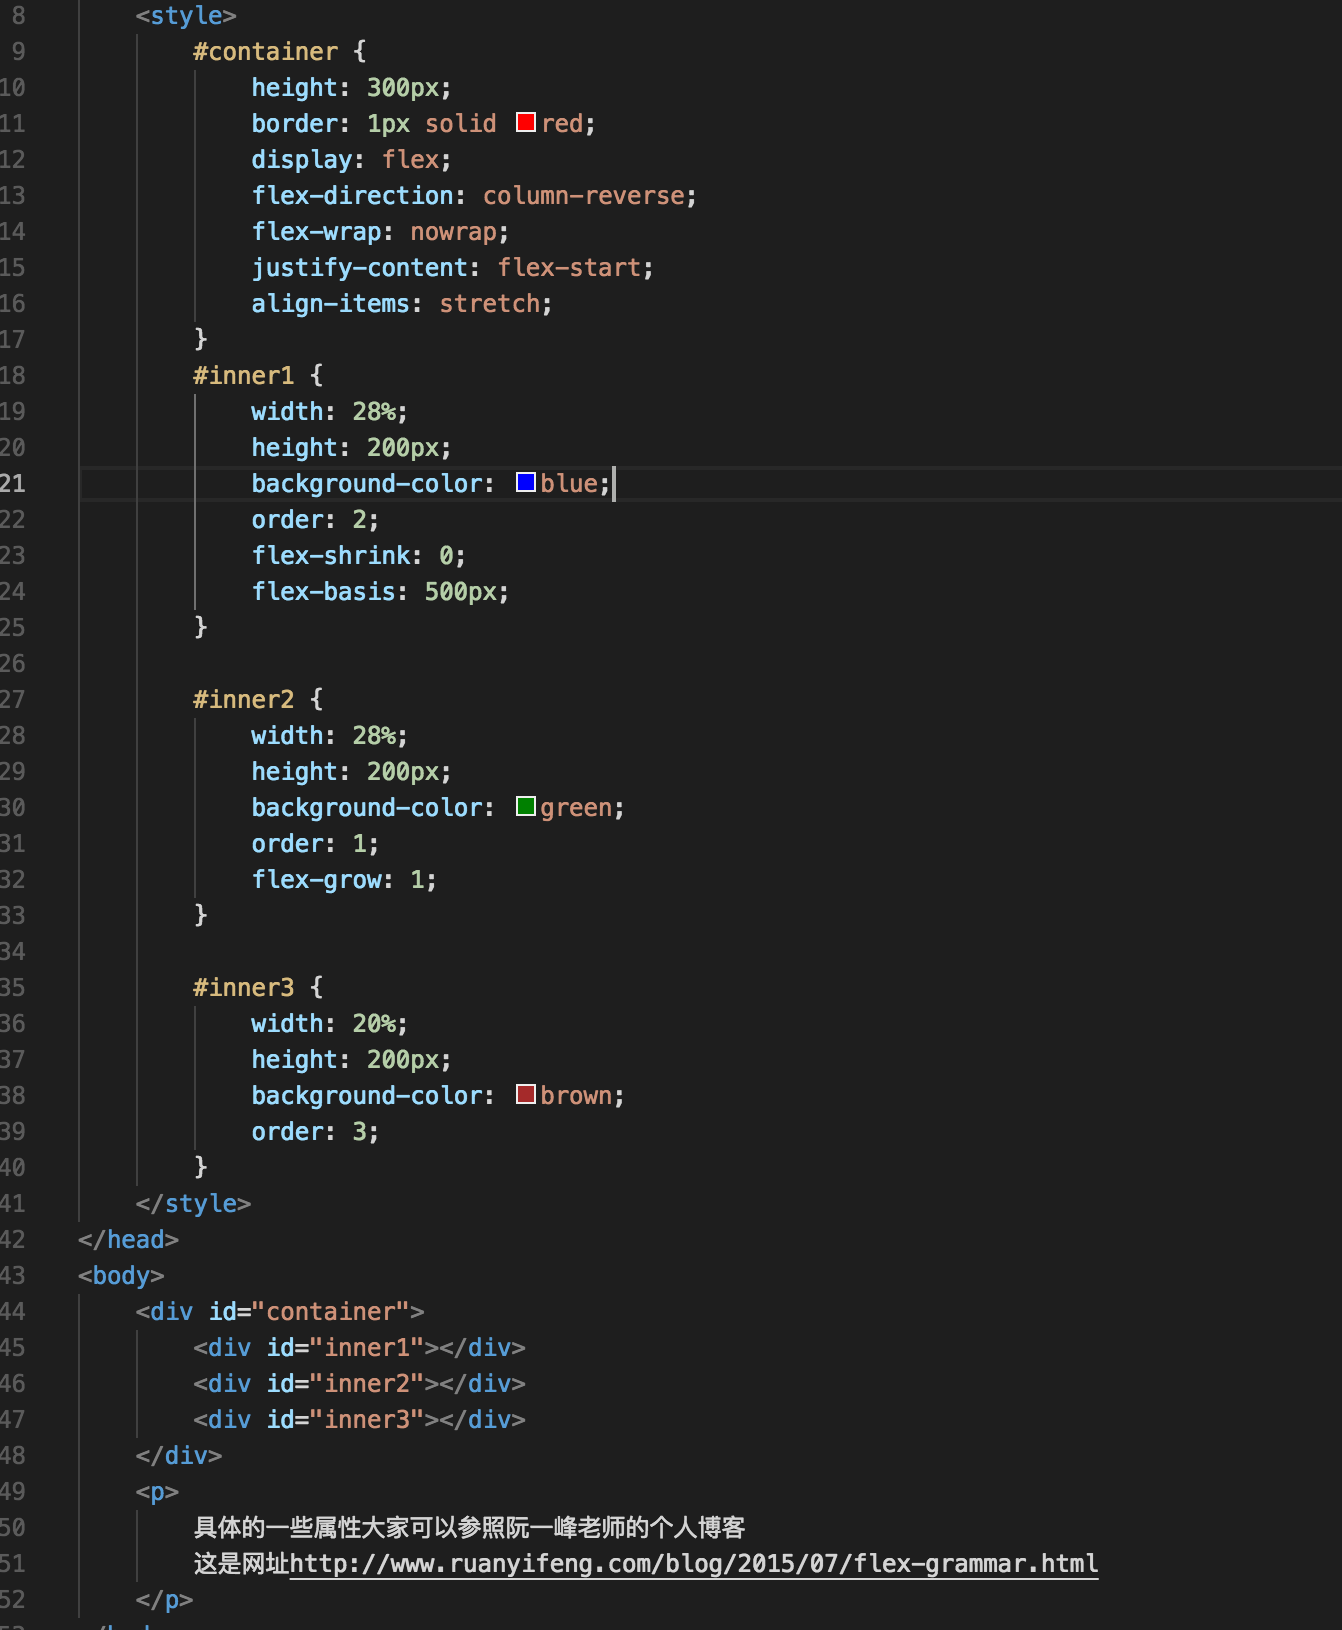 8 <style>
9 #container {
10 height: 300px;
11 border: 1px solid red;
12 display: flex;
13 flex-direction: column-reverse;
14 flex-wrap: nowrap;
15 justify-content: flex-start;
16 align-items: stretch;
17 }
18 #inner1 {
19 width: 28%;
20 height: 200px;
21 background-color: blue;
22 order: 2;
23 flex-shrink: 0;
24 flex-basis: 500px;
25 }
26
27 #inner2 {
28 width: 28%;
29 height: 200px;
30 background-color: green;
31 order: 1;
32 flex-grow: 1;
33 }
34
35 #inner3 {
36 width: 20%;
37 height: 200px;
38 background-color: brown;
39 order: 3;
40 }
41 </style>
42 </head>
43 <body>
44 <div id="container">
45 <div id="inner1"></div>
46 <div id="inner2"></div>
47 <div id="inner3"></div>
48 </div>
49 <p>
50 具体的一些属性大家可以参照阮一峰老师的个人博客
51 这是网址http://www.ruanyifeng.com/blog/2015/07/flex-grammar.html
52 </p>